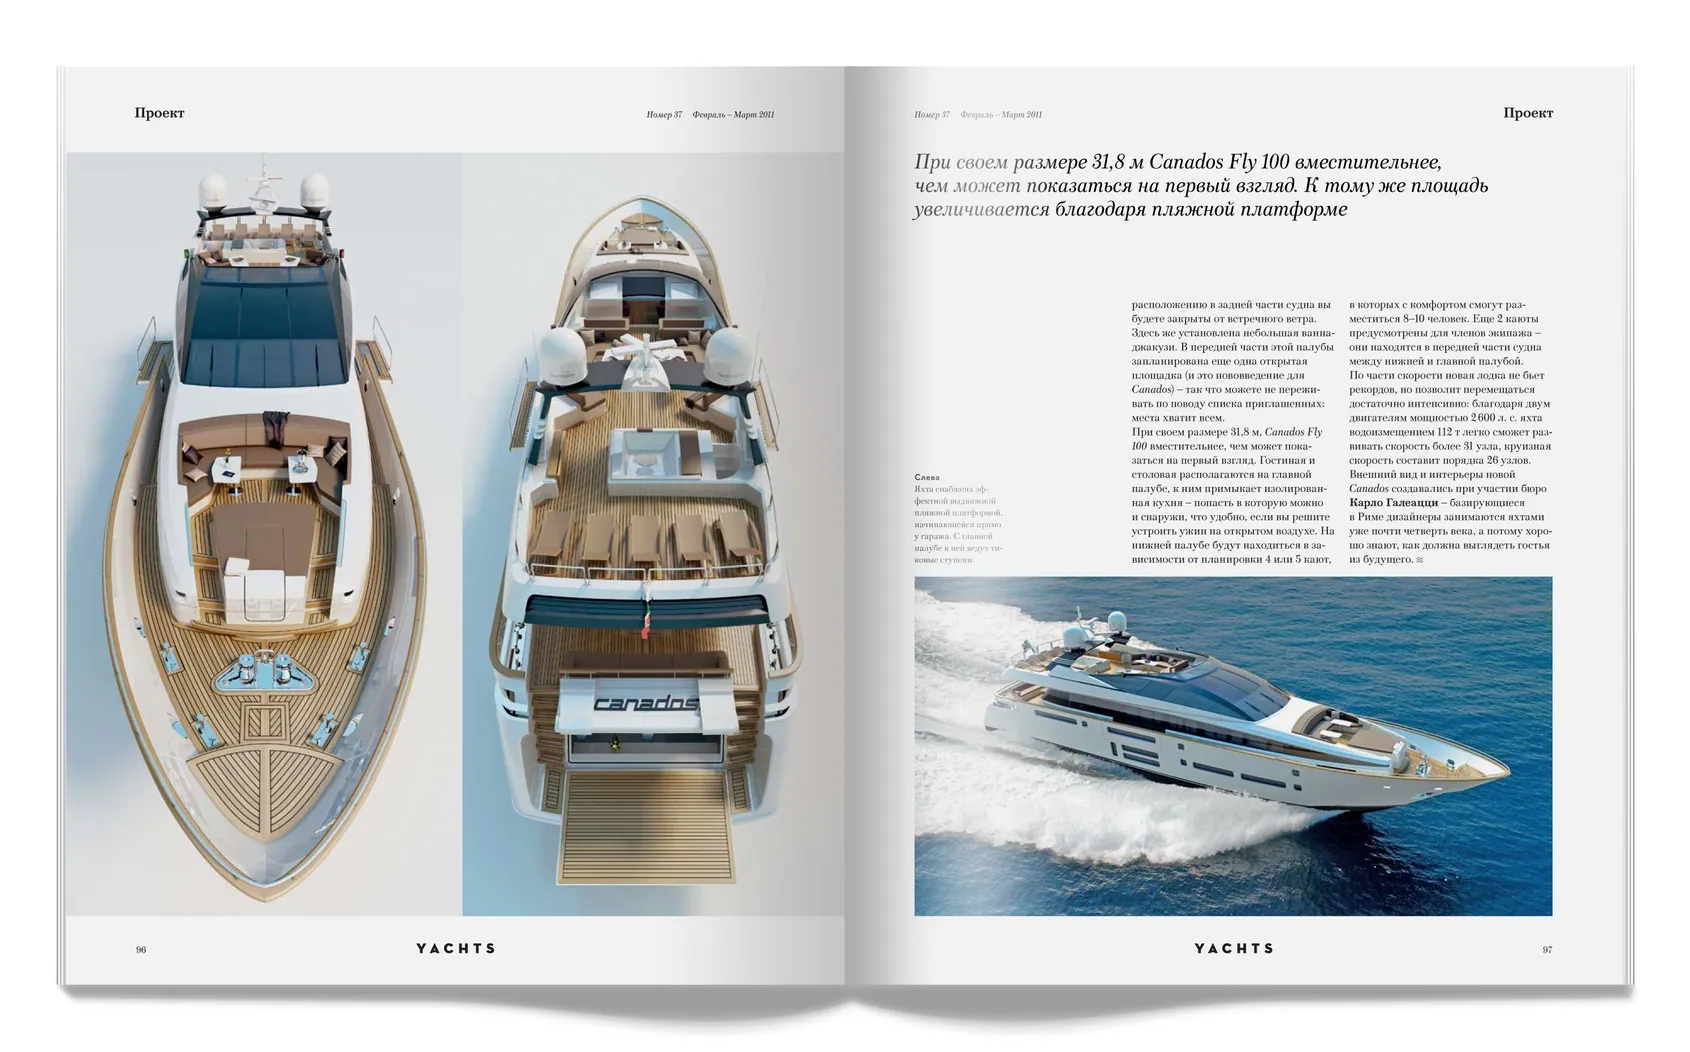 Проект
Номер 37 Февраль – Март 2011
canados
96
YACHTS
Номер 37 Февраль – Март 2011
Проект
При своем размере 31,8 м Canados Fly 100 вместительнее,
чем может показаться на первый взгляд. К тому же площадь
увеличивается благодаря пляжной платформе
Слева
Яхта снабжена эф-
фектной выдвижной
пляжной платформой,
начинающейся прямо
у гаража. С главной
палубе к ней ведут ти-
ковые ступени.
расположению в задней части судна вы
будете закрыты от встречного ветра.
Здесь же установлена небольшая ванна-
джакузи. В передней части этой палубы
запланирована еще одна открытая
площадка (и это нововведение для
Canados) – так что можете не пережи-
вать по поводу списка приглашенных:
места хватит всем.
При своем размере 31,8 м, Canados Fly
100 вместительнее, чем может пока-
заться на первый взгляд. Гостиная и
столовая располагаются на главной
палубе, к ним примыкает изолирован-
ная кухня – попасть в которую можно
и снаружи, что удобно, если вы решите
устроить ужин на открытом воздухе. На
нижней палубе будут находиться в за-
висимости от планировки 4 или 5 кают,
в которых с комфортом смогут раз-
меститься 8–10 человек. Еще 2 каюты
предусмотрены для членов экипажа –
они находятся в передней части судна
между нижней и главной палубой.
По части скорости новая лодка не бьет
рекордов, но позволит перемещаться
достаточно интенсивно: благодаря двум
двигателям мощностью 2 600 л. с. яхта
водоизмещением 112 т легко сможет раз-
вивать скорость более 31 узла, круизная
скорость составит порядка 26 узлов.
Внешний вид и интерьеры новой
Canados создавались при участии бюро
Карло Галеацци – базирующиеся
в Риме дизайнеры занимаются яхтами
уже почти четверть века, а потому хоро-
шо знают, как должна выглядеть гостья
из будущего.
YACHTS
97